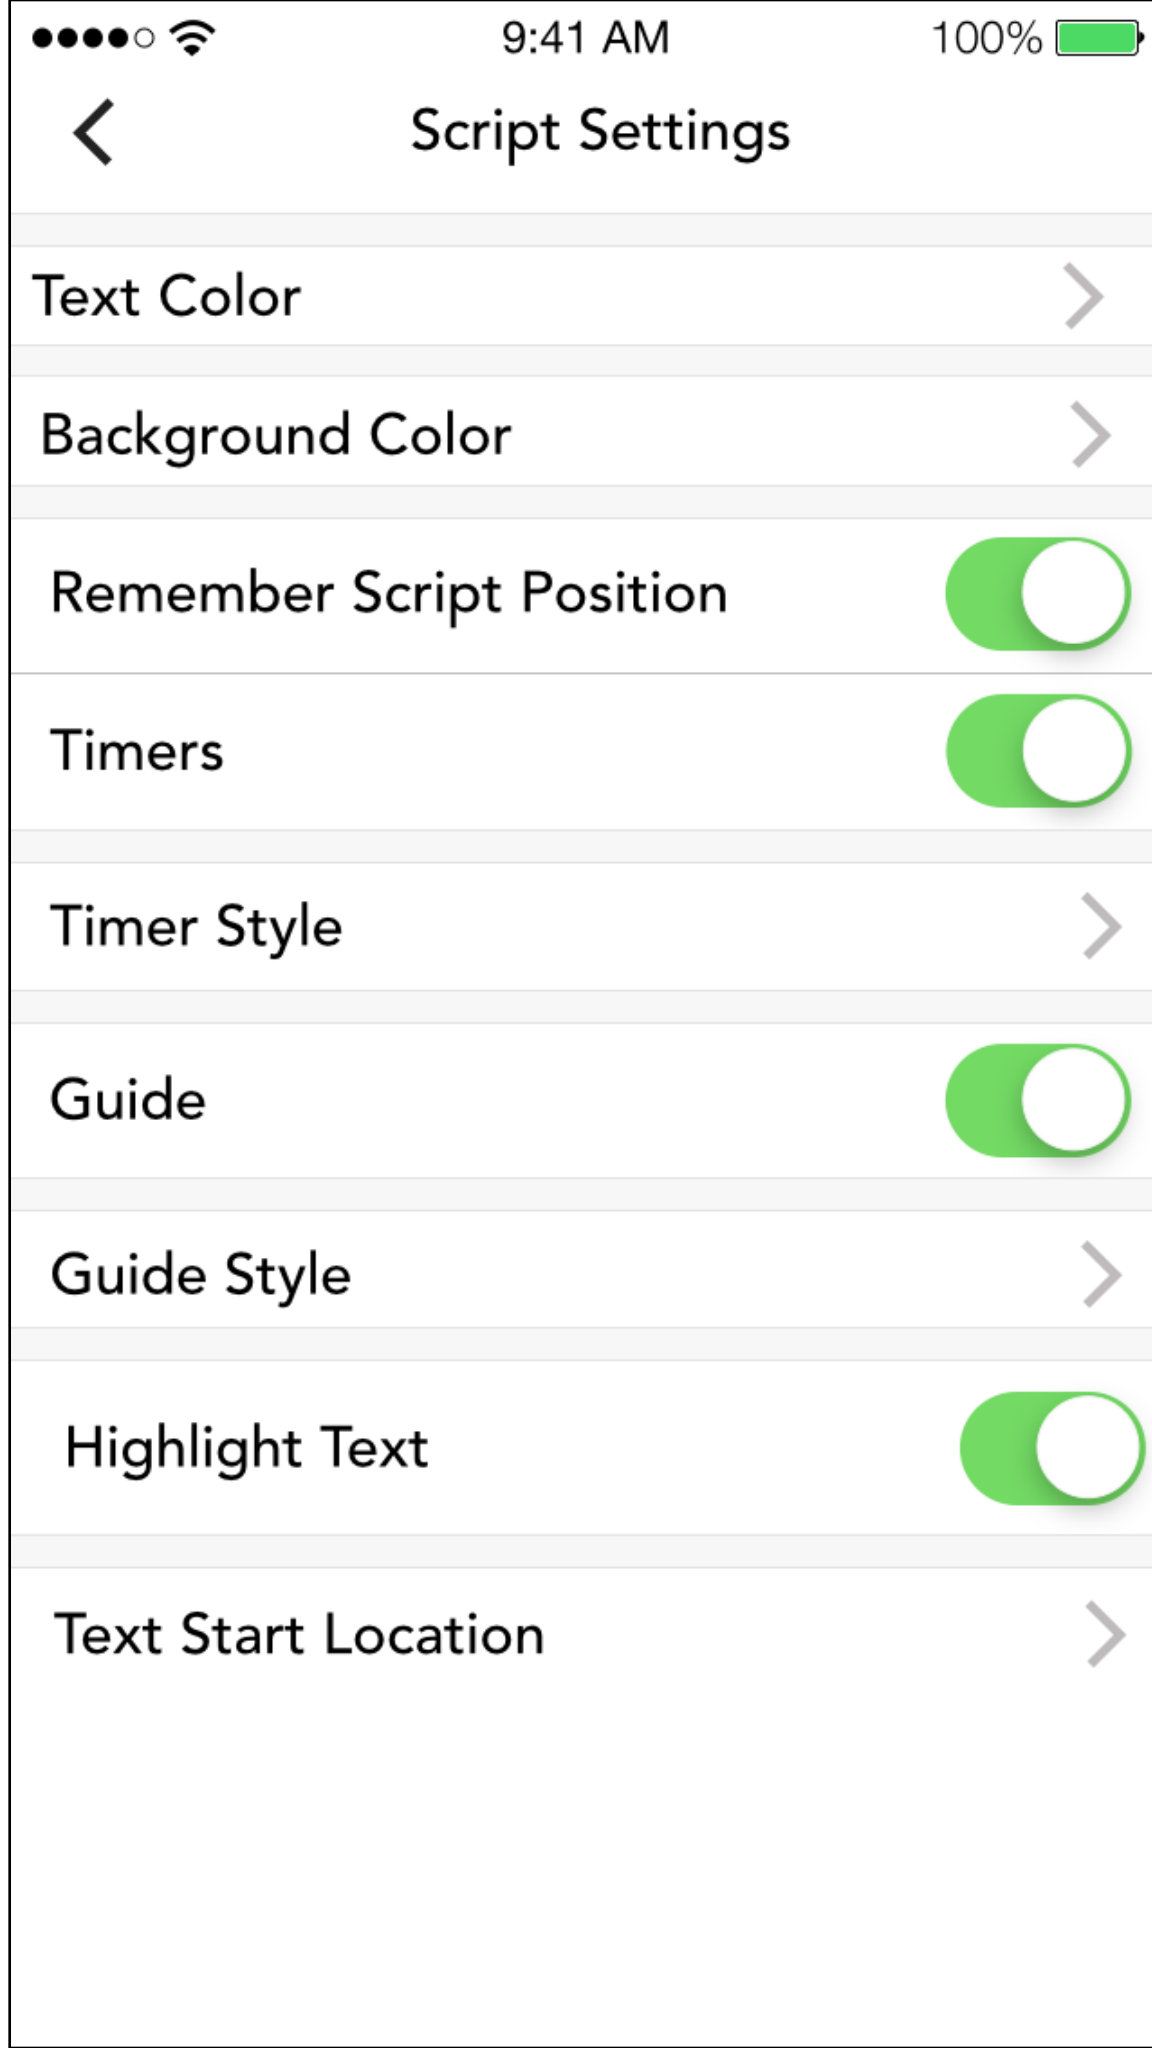 9:41 AM 100%
Script Settings
Text Color
Background Color
Remember Script Position
Timers
Timer Style
Guide
Guide Style
Highlight Text
Text Start Location